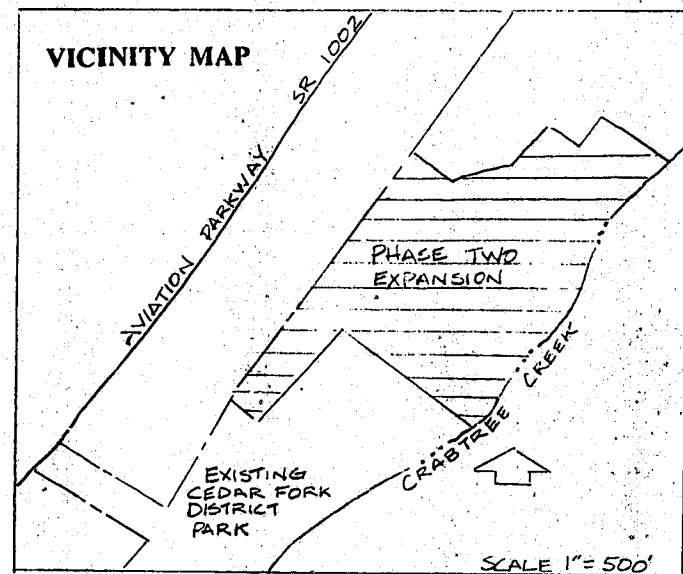 VICINITY MAP
AVIATION PARKWAY SR 1002
PHASE TWO
EXPANSION
CRABTREE CREEK
EXISTING
CEDAR FORK
DISTRICT
PARK
SCALE 1"= 500'